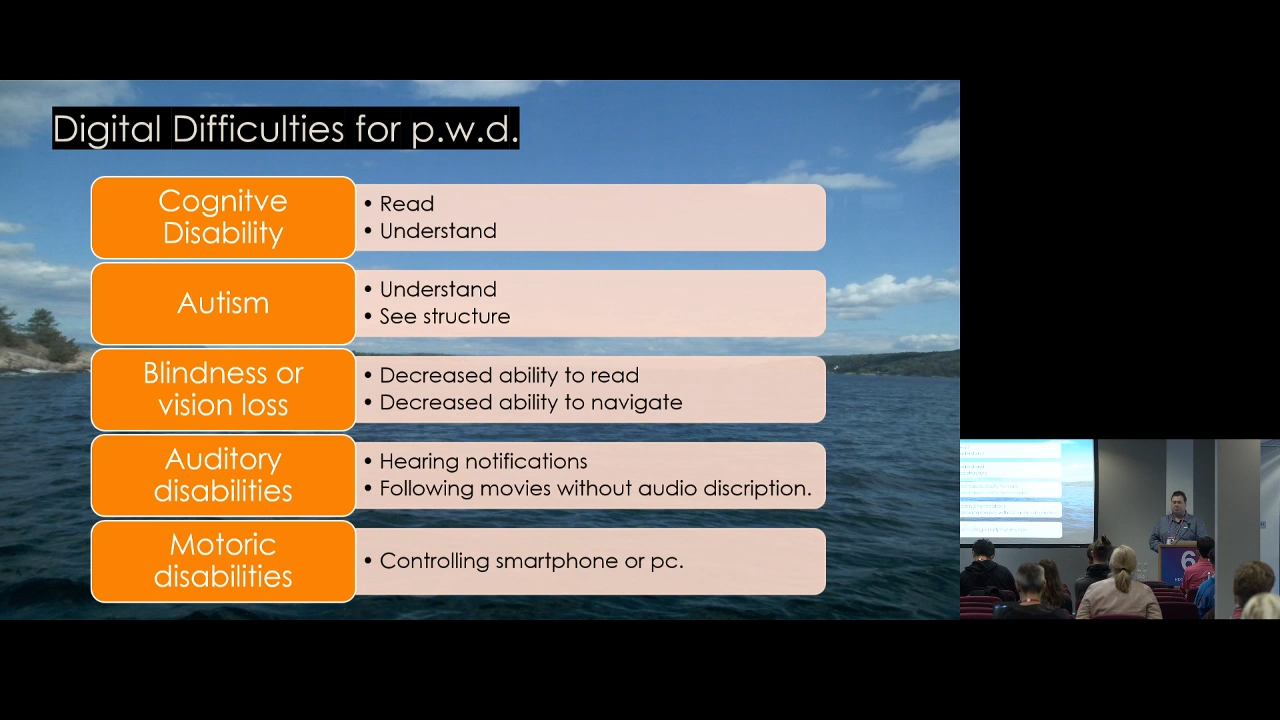 Digital Difficulties for p.w.d.
Cognitve
Disability
• Read
• Understand
Autism
• Understand
• See structure
Blindness or
vision loss
• Decreased ability to read
• Decreased ability to navigate
Auditory
disabilities
• Hearing notifications
• Following movies without audio discription.
Motoric
disabilities
• Controlling smartphone or pc.
6